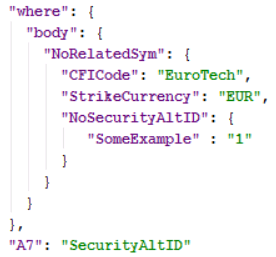 "where": {
"body": {
"NoRelatedSym": {
"CFICode": "EuroTech",
"StrikeCurrency": "EUR",
"NoSecurityAltID": {
"SomeExample" : "1"
}
}
}
},
"A7": "SecurityAltID"